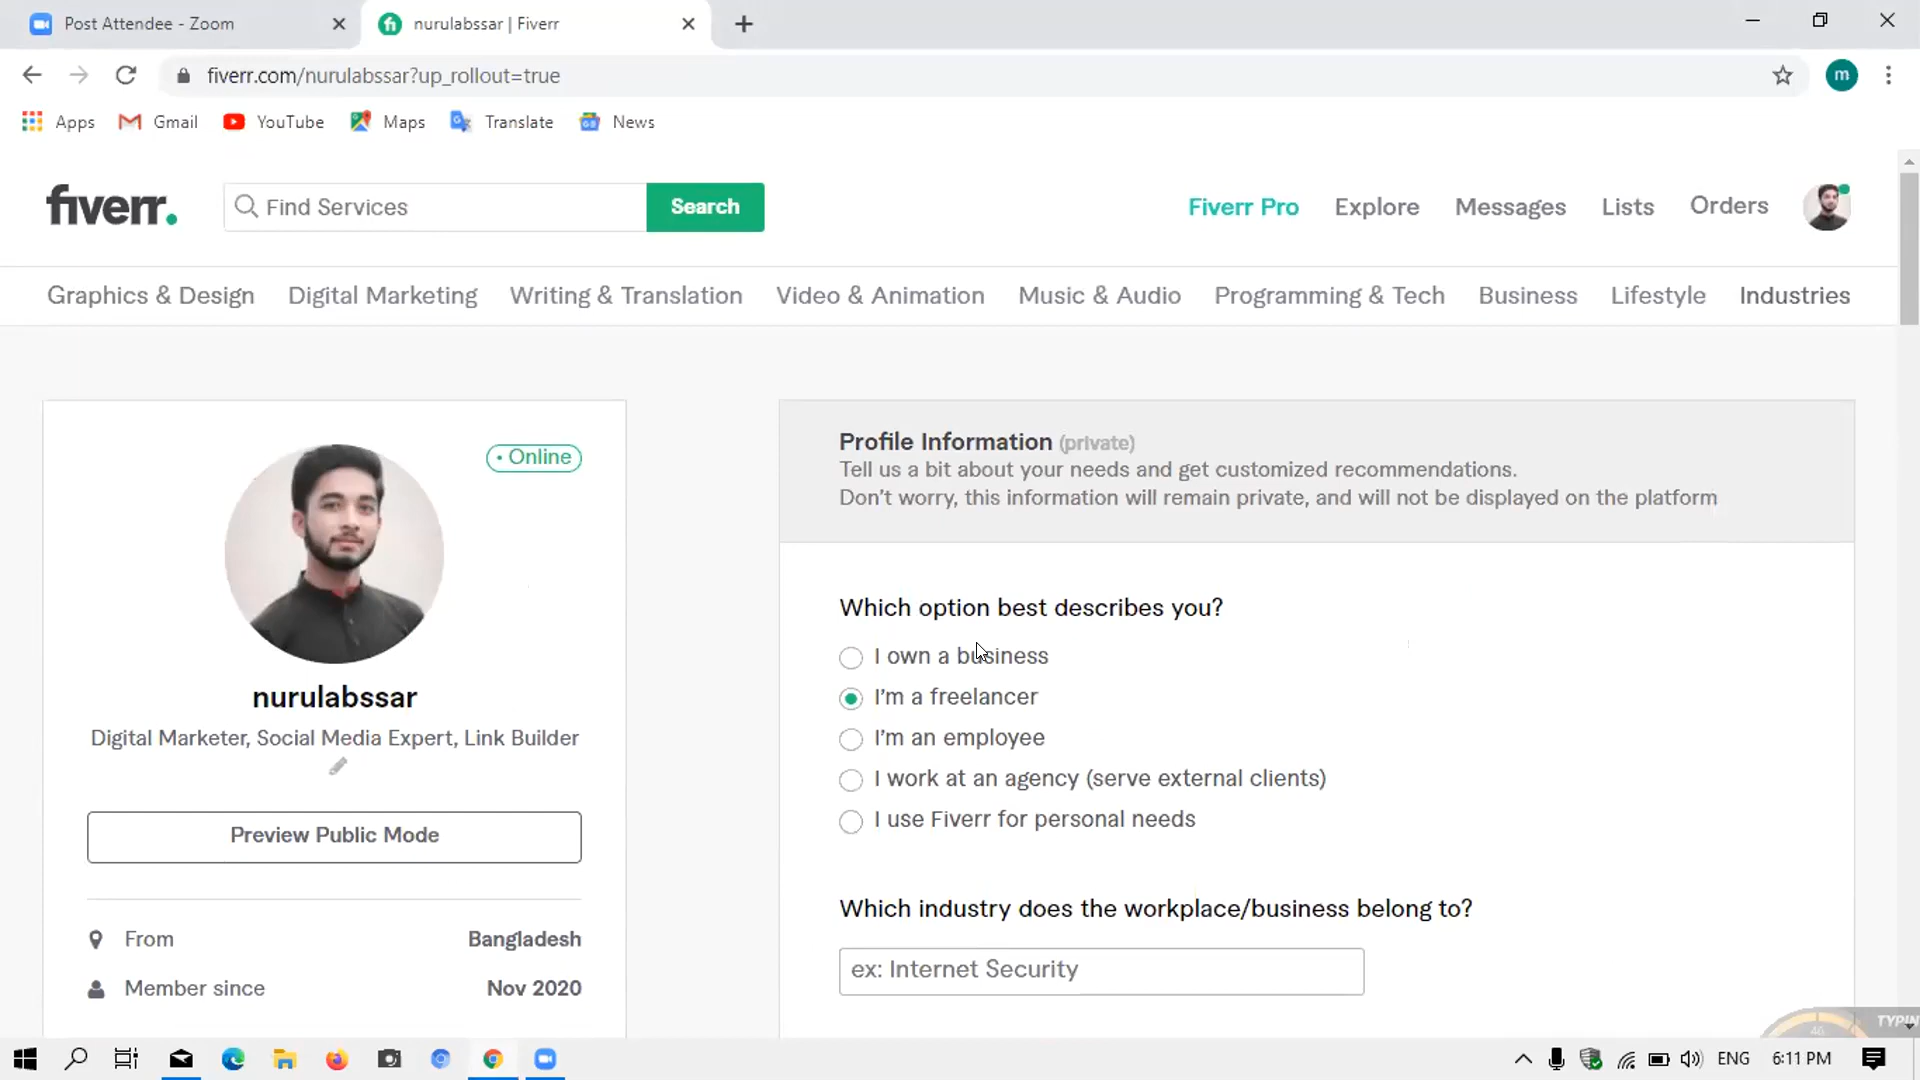 Post Attendee - Zoom
nurulabssar | Fiverr
fiverr.com/nurulabssar?up_rollout=true
m
Apps
Gmail
YouTube
Maps
Translate
News
fiverr.
Find Services
Search
Fiverr Pro
Explore
Messages
Lists
Orders
Graphics & Design
Digital Marketing
Writing & Translation
Video & Animation
Music & Audio
Programming & Tech
Business
Lifestyle
Industries
• Online
nurulabssar
Digital Marketer, Social Media Expert, Link Builder
Preview Public Mode
From Bangladesh
Member since Nov 2020
Profile Information (private)
Tell us a bit about your needs and get customized recommendations.
Don't worry, this information will remain private, and will not be displayed on the platform
Which option best describes you?
I own a business
I'm a freelancer
I'm an employee
I work at an agency (serve external clients)
I use Fiverr for personal needs
Which industry does the workplace/business belong to?
ex: Internet Security
46
TYPIN
ENG
6:11 PM